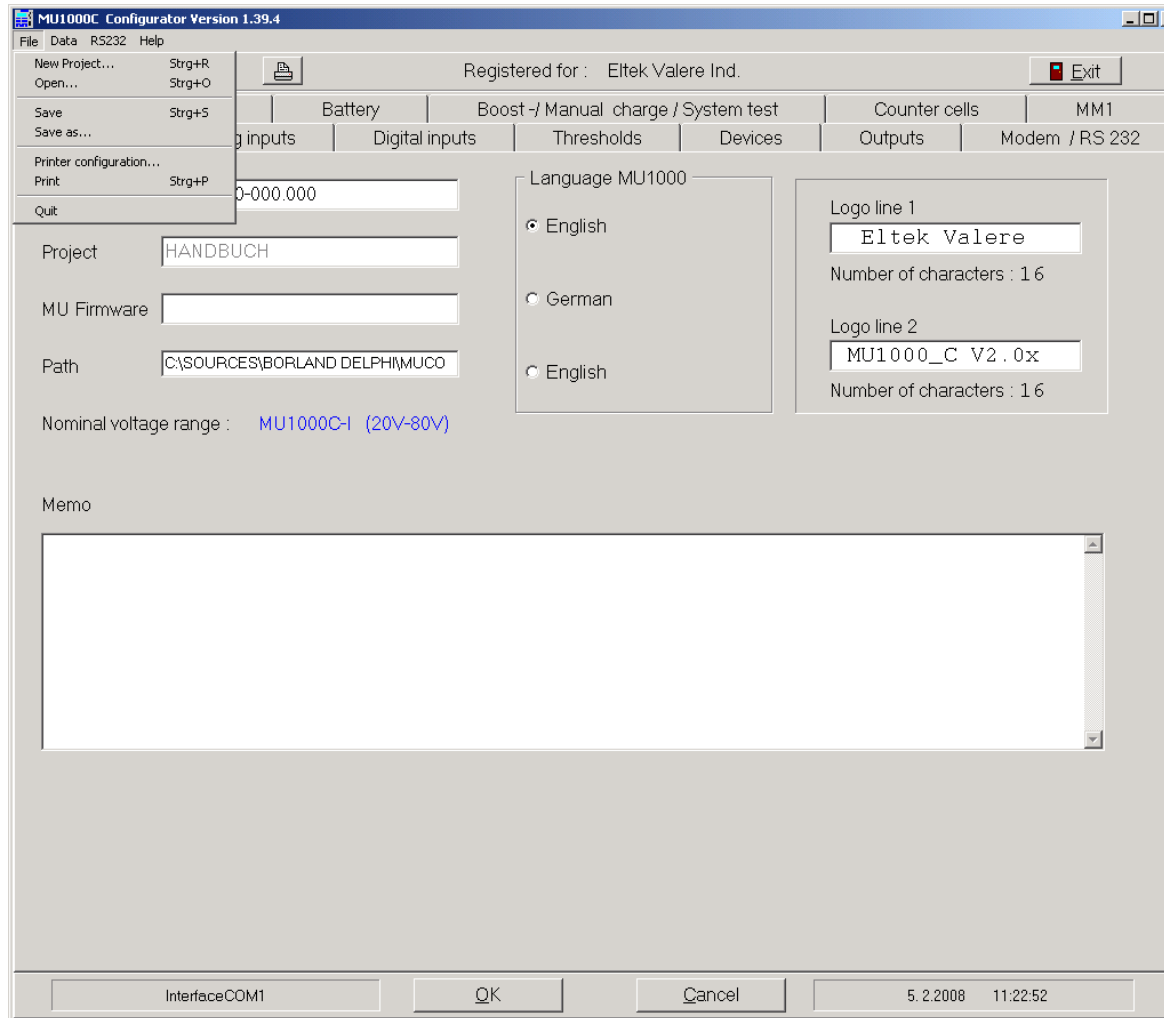 MU1000C Configurator Version 1.39.4
File Data RS232 Help
New Project... Strg+R
Open... Strg+O
Save Strg+S
Save as...
Printer configuration...
Print Strg+P
Quit
Registered for : Eltek Valere Ind.
Exit
Battery Boost -/ Manual charge / System test Counter cells MM1
g inputs Digital inputs Thresholds Devices Outputs Modem / RS 232
0-000.000
Project HANDBUCH
MU Firmware
Path C:\SOURCES\BORLAND DELPHI\MUCO
Nominal voltage range : MU1000C-I (20V-80V)
Language MU1000
English
German
English
Logo line 1
Eltek Valere
Number of characters : 16
Logo line 2
MU1000_C V2.0x
Number of characters : 16
Memo
InterfaceCOM1 OK Cancel 5. 2.2008 11:22:52